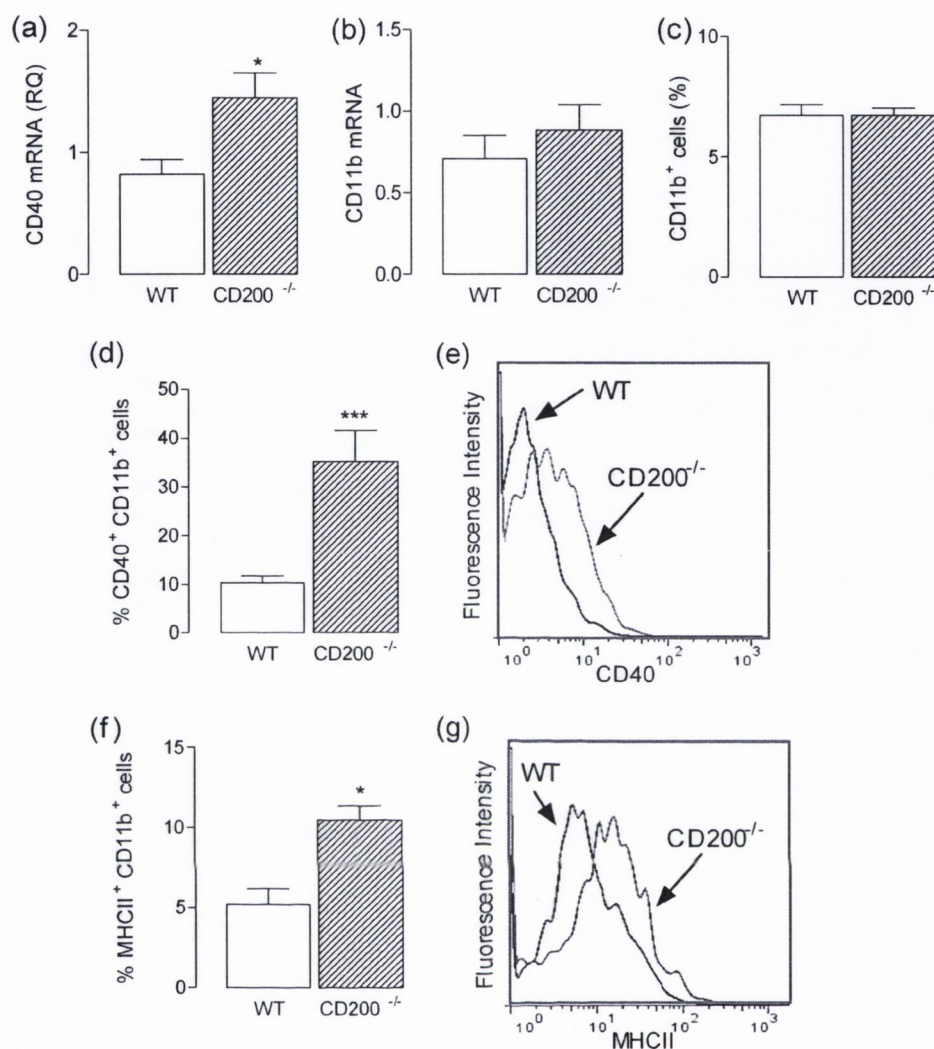 (a)
CD40 mRNA (RQ)
2
1
0
*
WT
CD200 -/-
(b)
CD11b mRNA
1.5
1.0
0.5
0.0
WT
CD200 -/-
(c)
CD11b+ cells (%)
10
5
0
WT
CD200 -/-
(d)
% CD40+ CD11b+ cells
50
40
30
20
10
0
***
WT
CD200 -/-
(e)
Fluorescence Intensity
WT
CD200-/-
10^0 10^1 10^2 10^3
CD40
(f)
% MHCII+ CD11b+ cells
15
10
5
0
*
WT
CD200 -/-
(g)
Fluorescence Intensity
WT
CD200-/-
10^0 10^1 10^2 10^3
MHCII